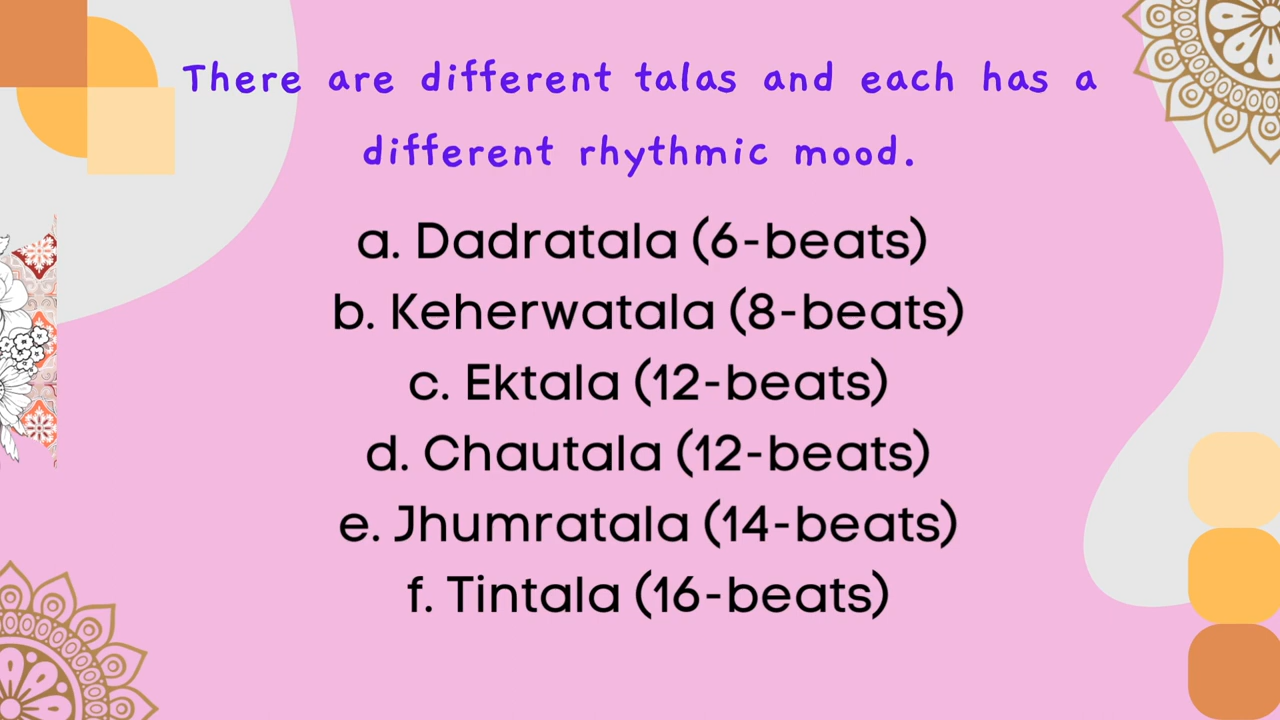 There are different talas and each has a
different rhythmic mood.
a. Dadratala (6-beats)
b. Keherwatala (8-beats)
c. Ektala (12-beats)
d. Chautala (12-beats)
e. Jhumratala (14-beats)
f. Tintala (16-beats)